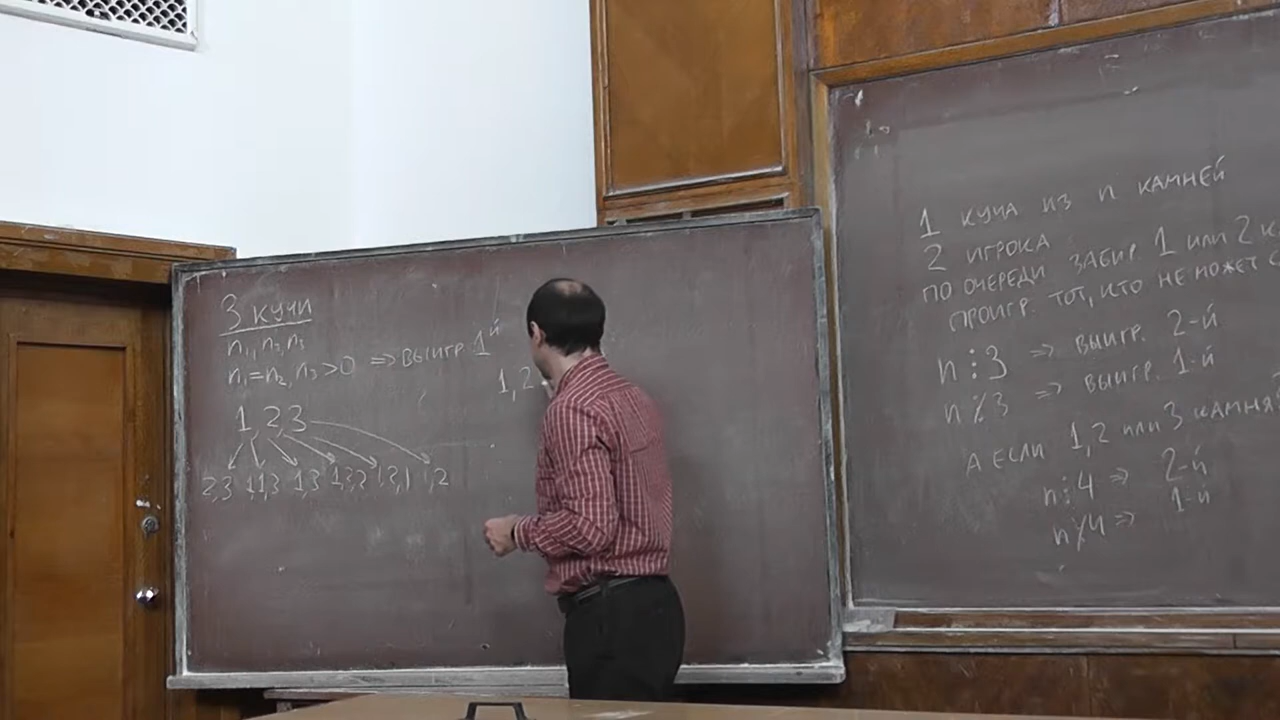 3 кучи
n₁, n₂, n₃
n₁=n₂, n₃>0 => выигр. 1й
1,2
1 2 3
2,3 1,1,3 1,3 1,3,2 1,2,1 1,2
1 куча из n камней
2 игрока
по очереди забир. 1 или 2
проигр. тот, кто не может
n⋮3 => выигр. 2-й
n⋮̸3 => выигр. 1-й
А если 1,2 или 3 камня?
n⋮4 => 2-й
n⋮̸4 => 1-й